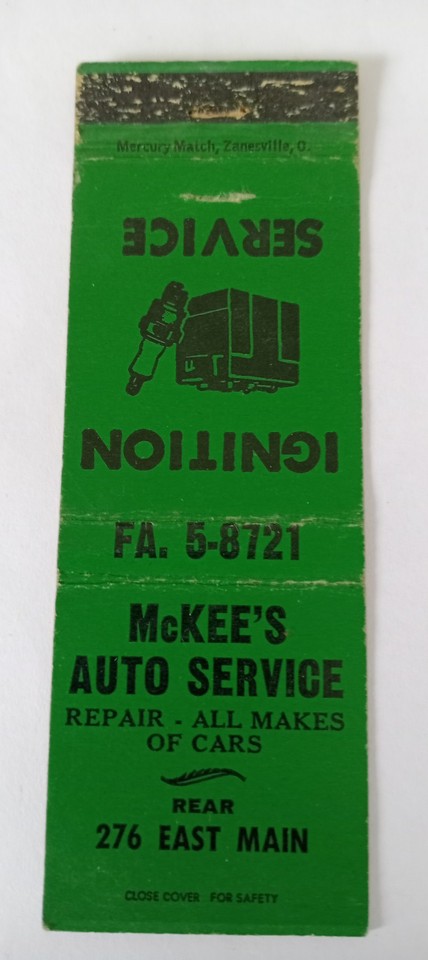 Mercury Match, Zanesville, O.
IGNITION
SERVICE
FA. 5-8721
McKEE'S
AUTO SERVICE
REPAIR - ALL MAKES
OF CARS
REAR
276 EAST MAIN
CLOSE COVER FOR SAFETY